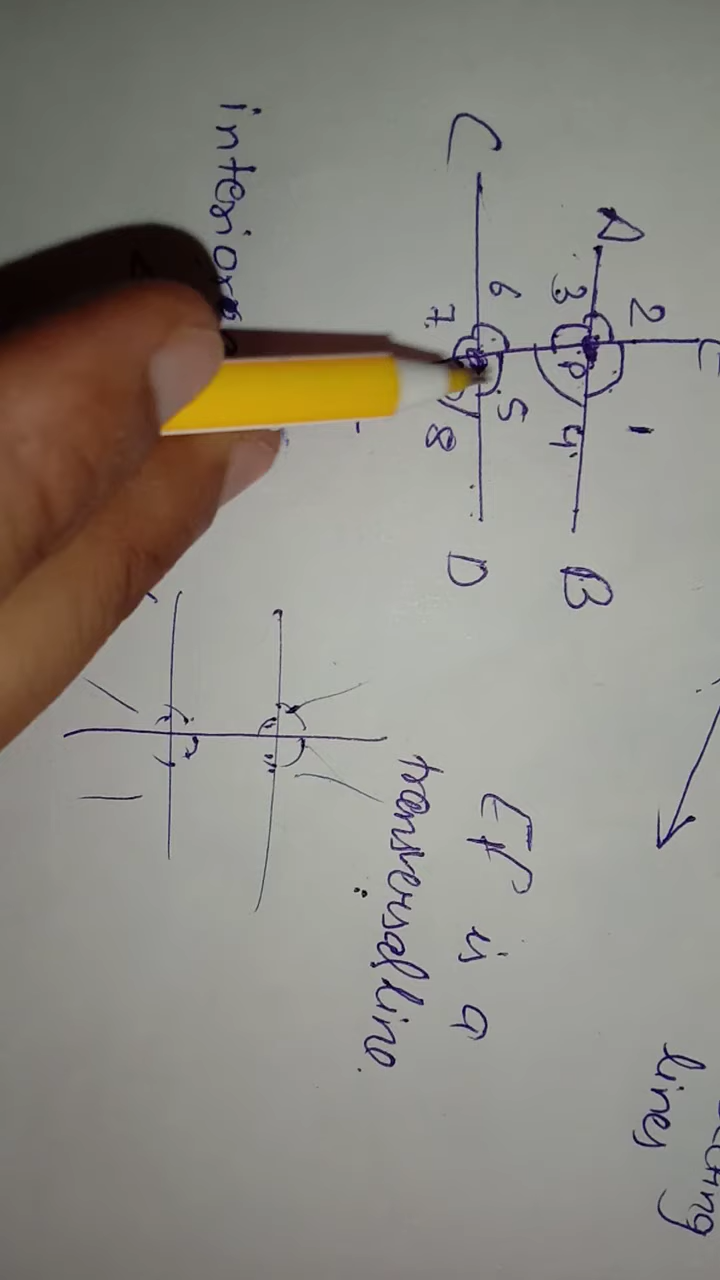 E
2 1
lines
A B
3 P 4
6 5
EF is a
C D
7 8
transversal line.
interior